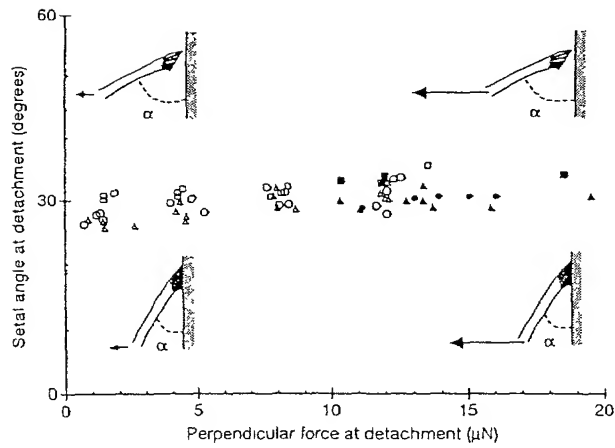 60
α
α
Setal angle at detachment (degrees)
30
α
α
0
0
5
10
15
20
Perpendicular force at detachment (μN)